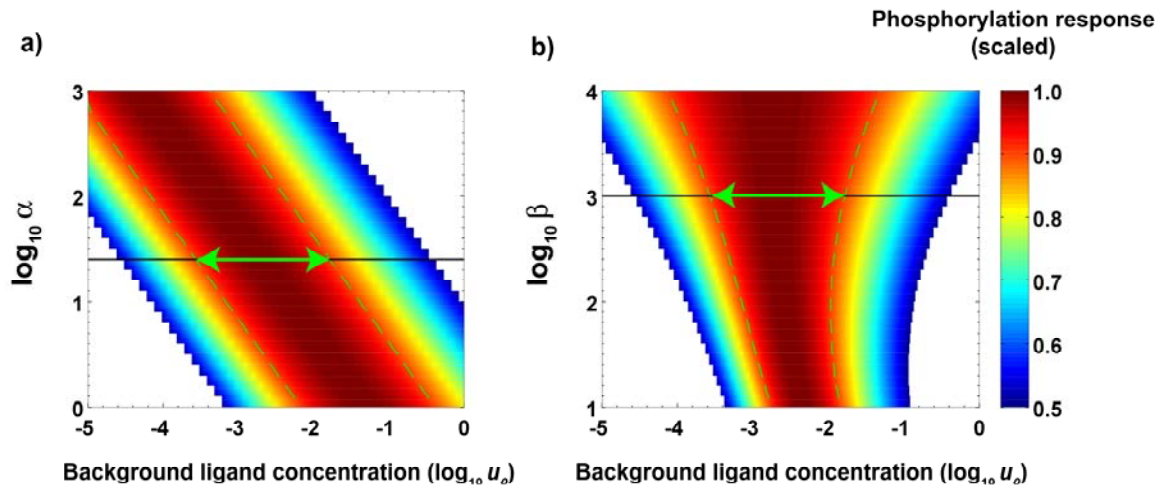 a)
b)
Phosphorylation response
(scaled)
3
2
1
0
log₁₀ α
-5 -4 -3 -2 -1 0
Background ligand concentration (log₁₀ uₒ)
4
3
2
1
log₁₀ β
-5 -4 -3 -2 -1 0
Background ligand concentration (log₁₀ uₒ)
1.0
0.9
0.8
0.7
0.6
0.5